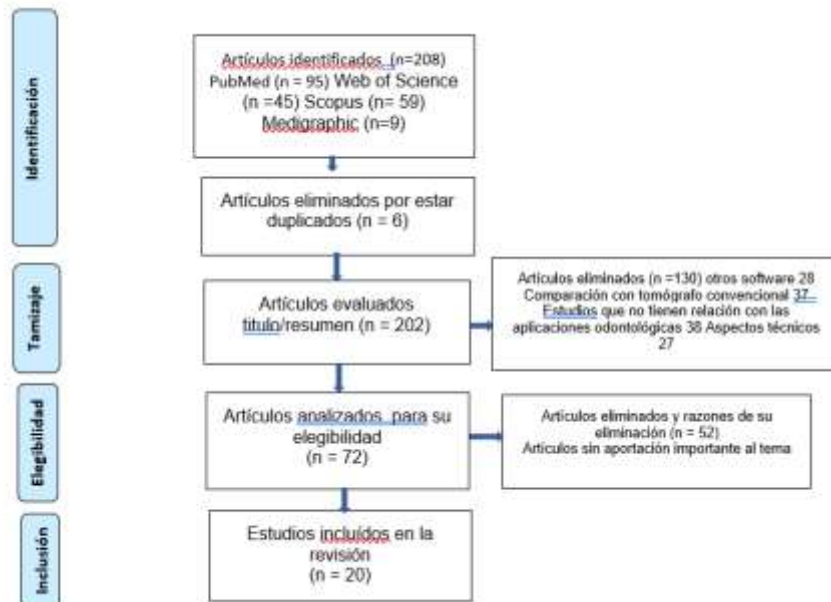 Identificación
Artículos identificados (n=208)
PubMed (n = 95) Web of Science
(n =45) Scopus (n= 59)
Medigraphic (n=9)
Artículos eliminados por estar
duplicados (n = 6)
Tamizaje
Artículos evaluados
titulo/resumen (n = 202)
Artículos eliminados (n =130) otros software 28
Comparación con tomógrafo convencional 37
Estudios que no tienen relación con las
aplicaciones odontológicas 38 Aspectos técnicos
27
Elegibilidad
Artículos analizados para su
elegibilidad
(n = 72)
Artículos eliminados y razones de su
eliminación (n = 52)
Artículos sin aportación importante al tema
Inclusión
Estudios incluídos en la
revisión
(n = 20)